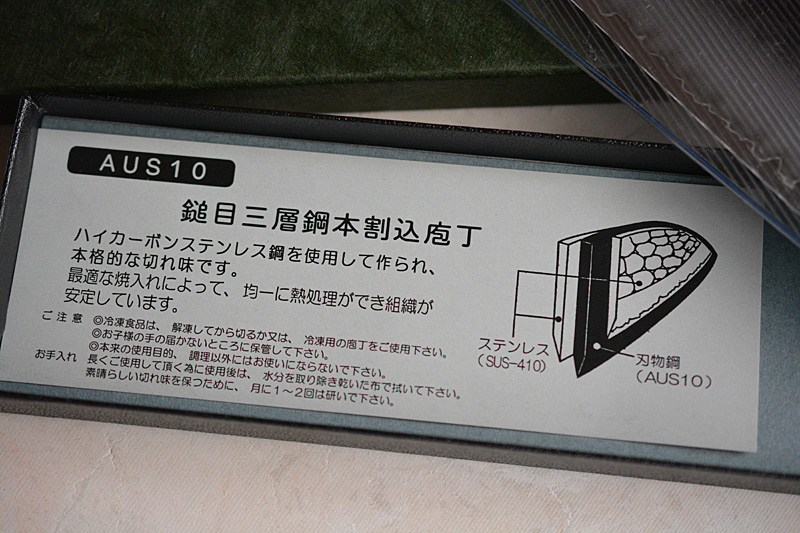 AUS10
鎚目三層鋼本割込庖丁
ハイカーボンステンレス鋼を使用して作られ、
本格的な切れ味です。
最適な焼入れによって、均一に熱処理ができ組織が
安定しています。
ご注意 ◎冷凍食品は、解凍してから切るか又は、冷凍用の庖丁をご使用下さい。
◎お子様の手の届かないところに保管して下さい。
◎本来の使用目的、調理以外にはお使いにならないで下さい。
お手入れ 長くご使用して頂く為に使用後は、水分を取り除き乾いた布で拭いて下さい。
素晴らしい切れ味を保つために、月に1〜2回は研いで下さい。
ステンレス
(SUS-410)
刃物鋼
(AUS10)